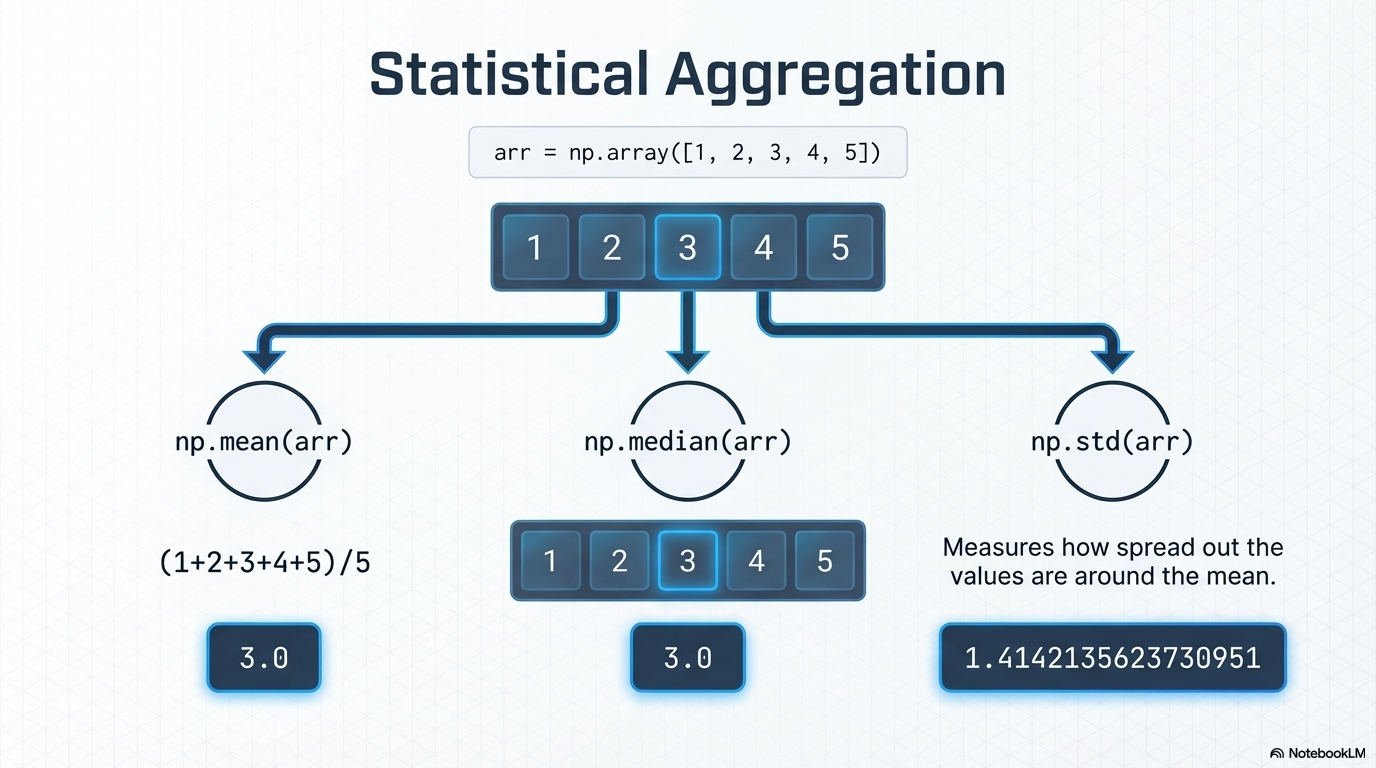 Statistical Aggregation
arr = np.array([1, 2, 3, 4, 5])
1 2 3 4 5
np.mean(arr)
(1+2+3+4+5)/5
3.0
np.median(arr)
1 2 3 4 5
3.0
np.std(arr)
Measures how spread out the
values are around the mean.
1.4142135623730951
NotebookLM